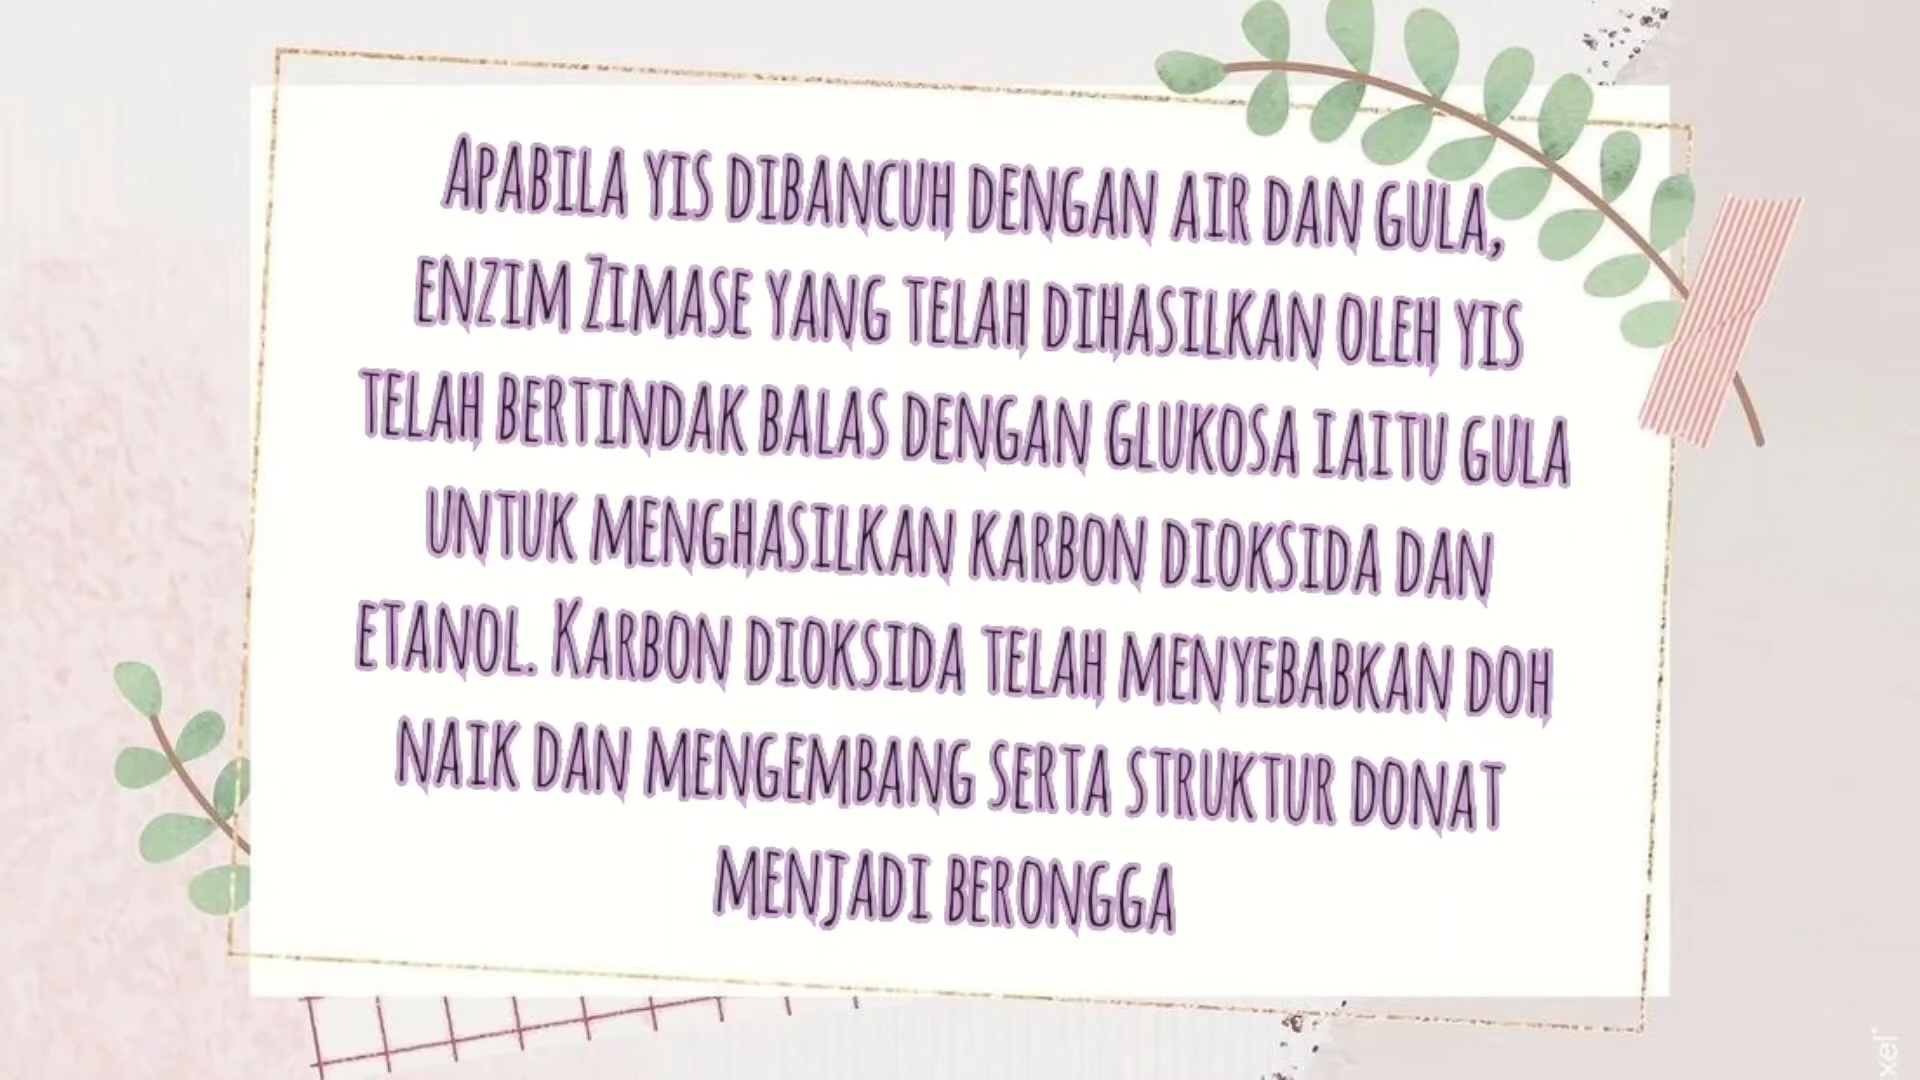 Apabila yis dibancuh dengan air dan gula,
enzim Zimase yang telah dihasilkan oleh yis
telah bertindak balas dengan glukosa iaitu gula
untuk menghasilkan karbon dioksida dan
etanol. Karbon dioksida telah menyebabkan doh
naik dan mengembang serta struktur donat
menjadi berongga